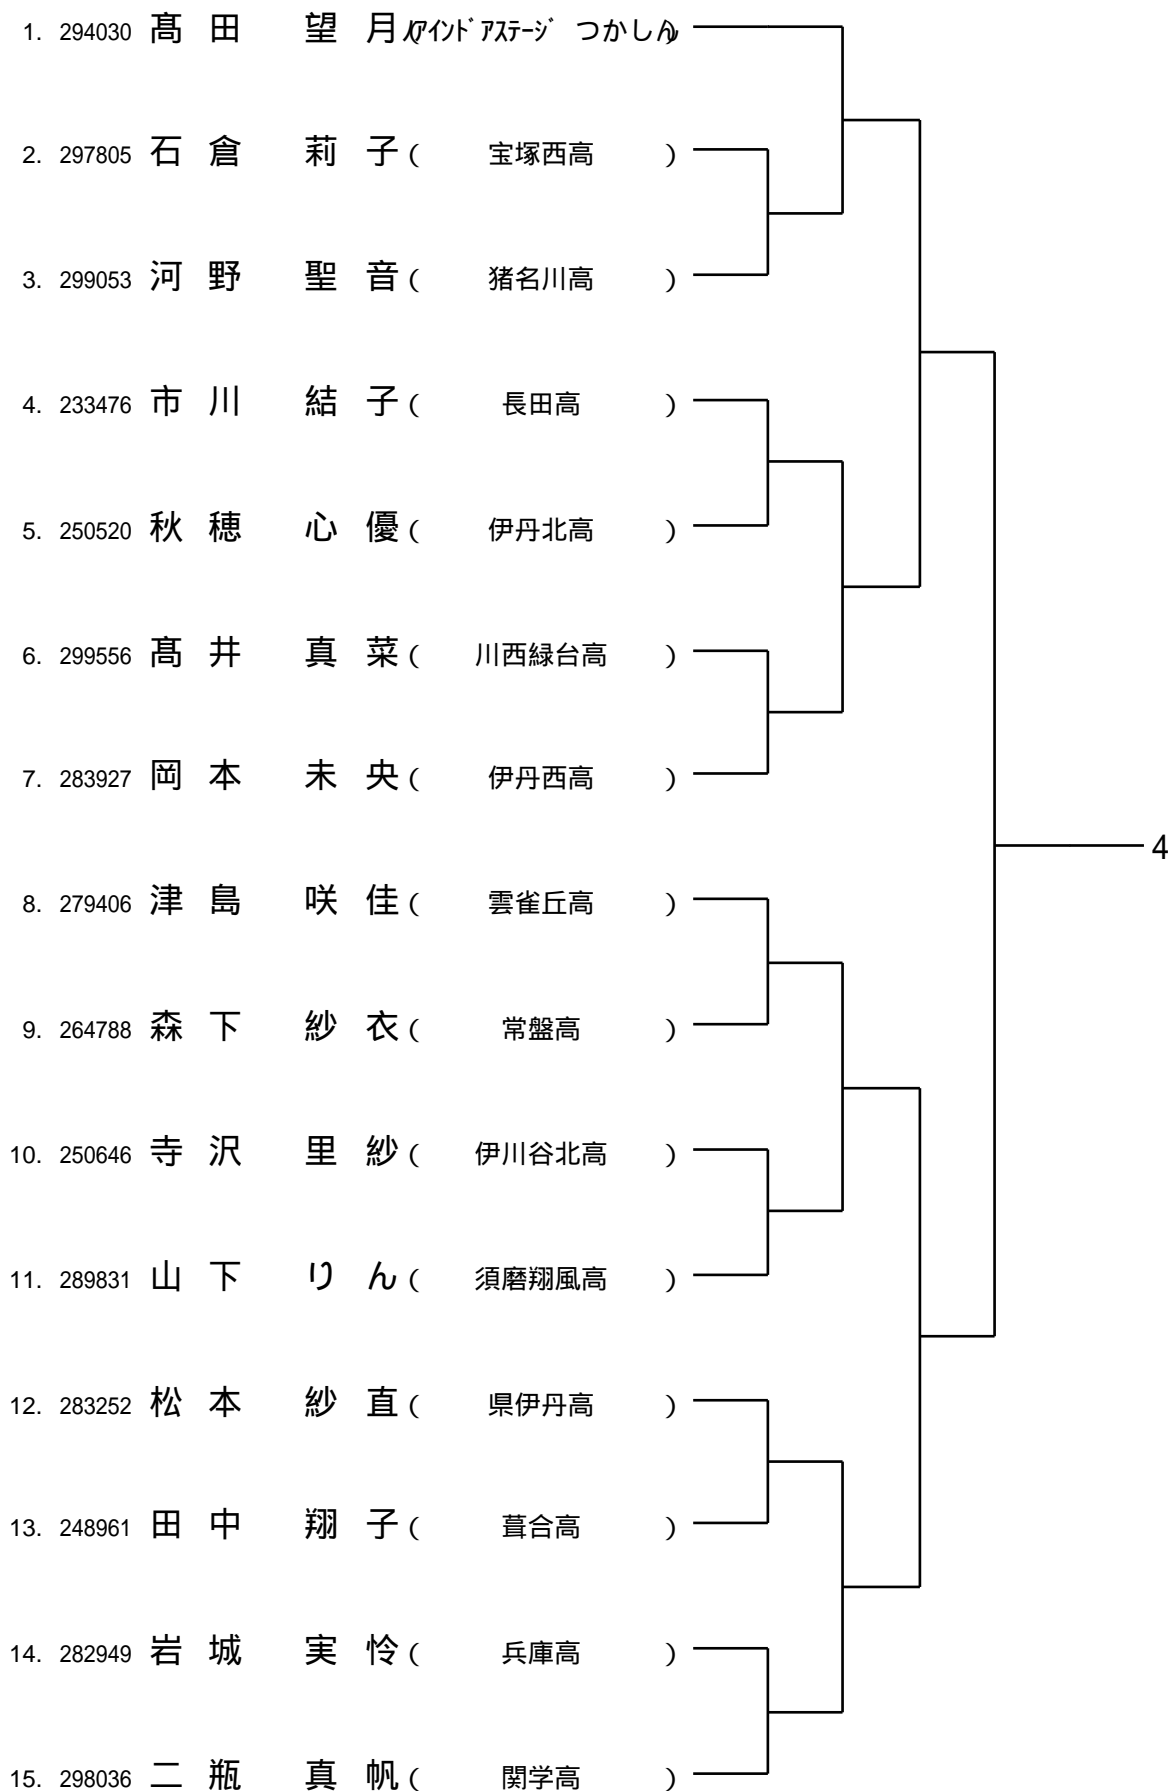 1. 294030 髙田 望月(インドアステージ つかしん)
2. 297805 石倉 莉子( 宝塚西高 )
3. 299053 河野 聖音( 猪名川高 )
4. 233476 市川 結子( 長田高 )
5. 250520 秋穂 心優( 伊丹北高 )
6. 299556 髙井 真菜( 川西緑台高 )
7. 283927 岡本 未央( 伊丹西高 )
4
8. 279406 津島 咲佳( 雲雀丘高 )
9. 264788 森下 紗衣( 常盤高 )
10. 250646 寺沢 里紗( 伊川谷北高 )
11. 289831 山下 りん( 須磨翔風高 )
12. 283252 松本 紗直( 県伊丹高 )
13. 248961 田中 翔子( 葺合高 )
14. 282949 岩城 実怜( 兵庫高 )
15. 298036 二瓶 真帆( 関学高 )